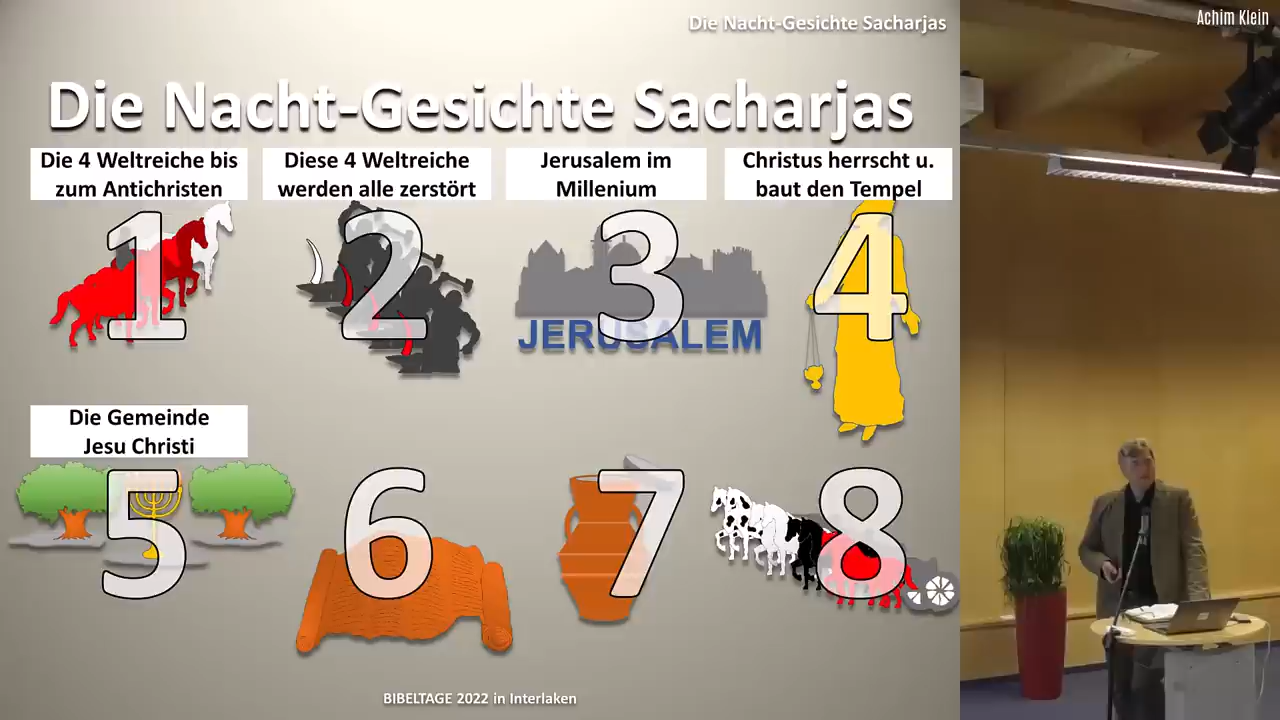 Die Nacht-Gesichte Sacharjas
Achim Klein
Die Nacht-Gesichte Sacharjas
Die 4 Weltreiche bis
zum Antichristen
Diese 4 Weltreiche
werden alle zerstört
Jerusalem im
Millenium
Christus herrscht u.
baut den Tempel
1
2
3
4
JERUSALEM
Die Gemeinde
Jesu Christi
5
6
7
8
BIBELTAGE 2022 in Interlaken